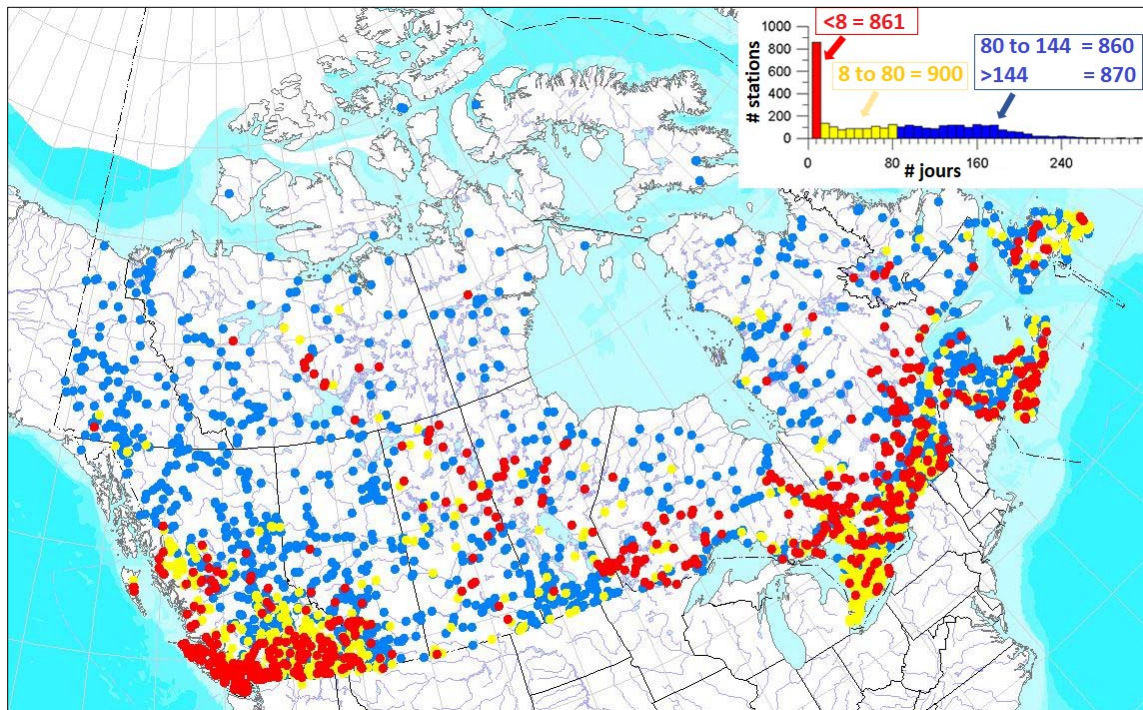 1000
800
600
400
200
0
# stations
<8 = 861
8 to 80 = 900
80 to 144 = 860
>144 = 870
0 80 160 240
# jours